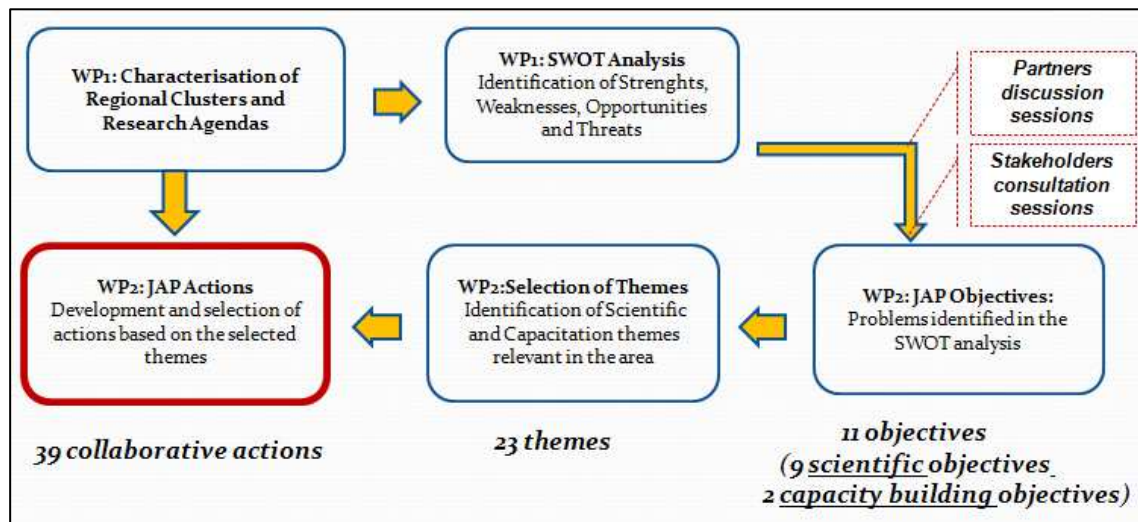 WP1: Characterisation of
Regional Clusters and
Research Agendas
WP1: SWOT Analysis
Identification of Strenghts,
Weaknesses, Opportunities
and Threats
Partners
discussion
sessions
Stakeholders
consultation
sessions
WP2: JAP Objectives:
Problems identified in the
SWOT analysis
WP2:Selection of Themes
Identification of Scientific
and Capacitation themes
relevant in the area
WP2: JAP Actions
Development and selection of
actions based on the selected
themes
39 collaborative actions
23 themes
11 objectives
(9 scientific objectives
2 capacity building objectives)